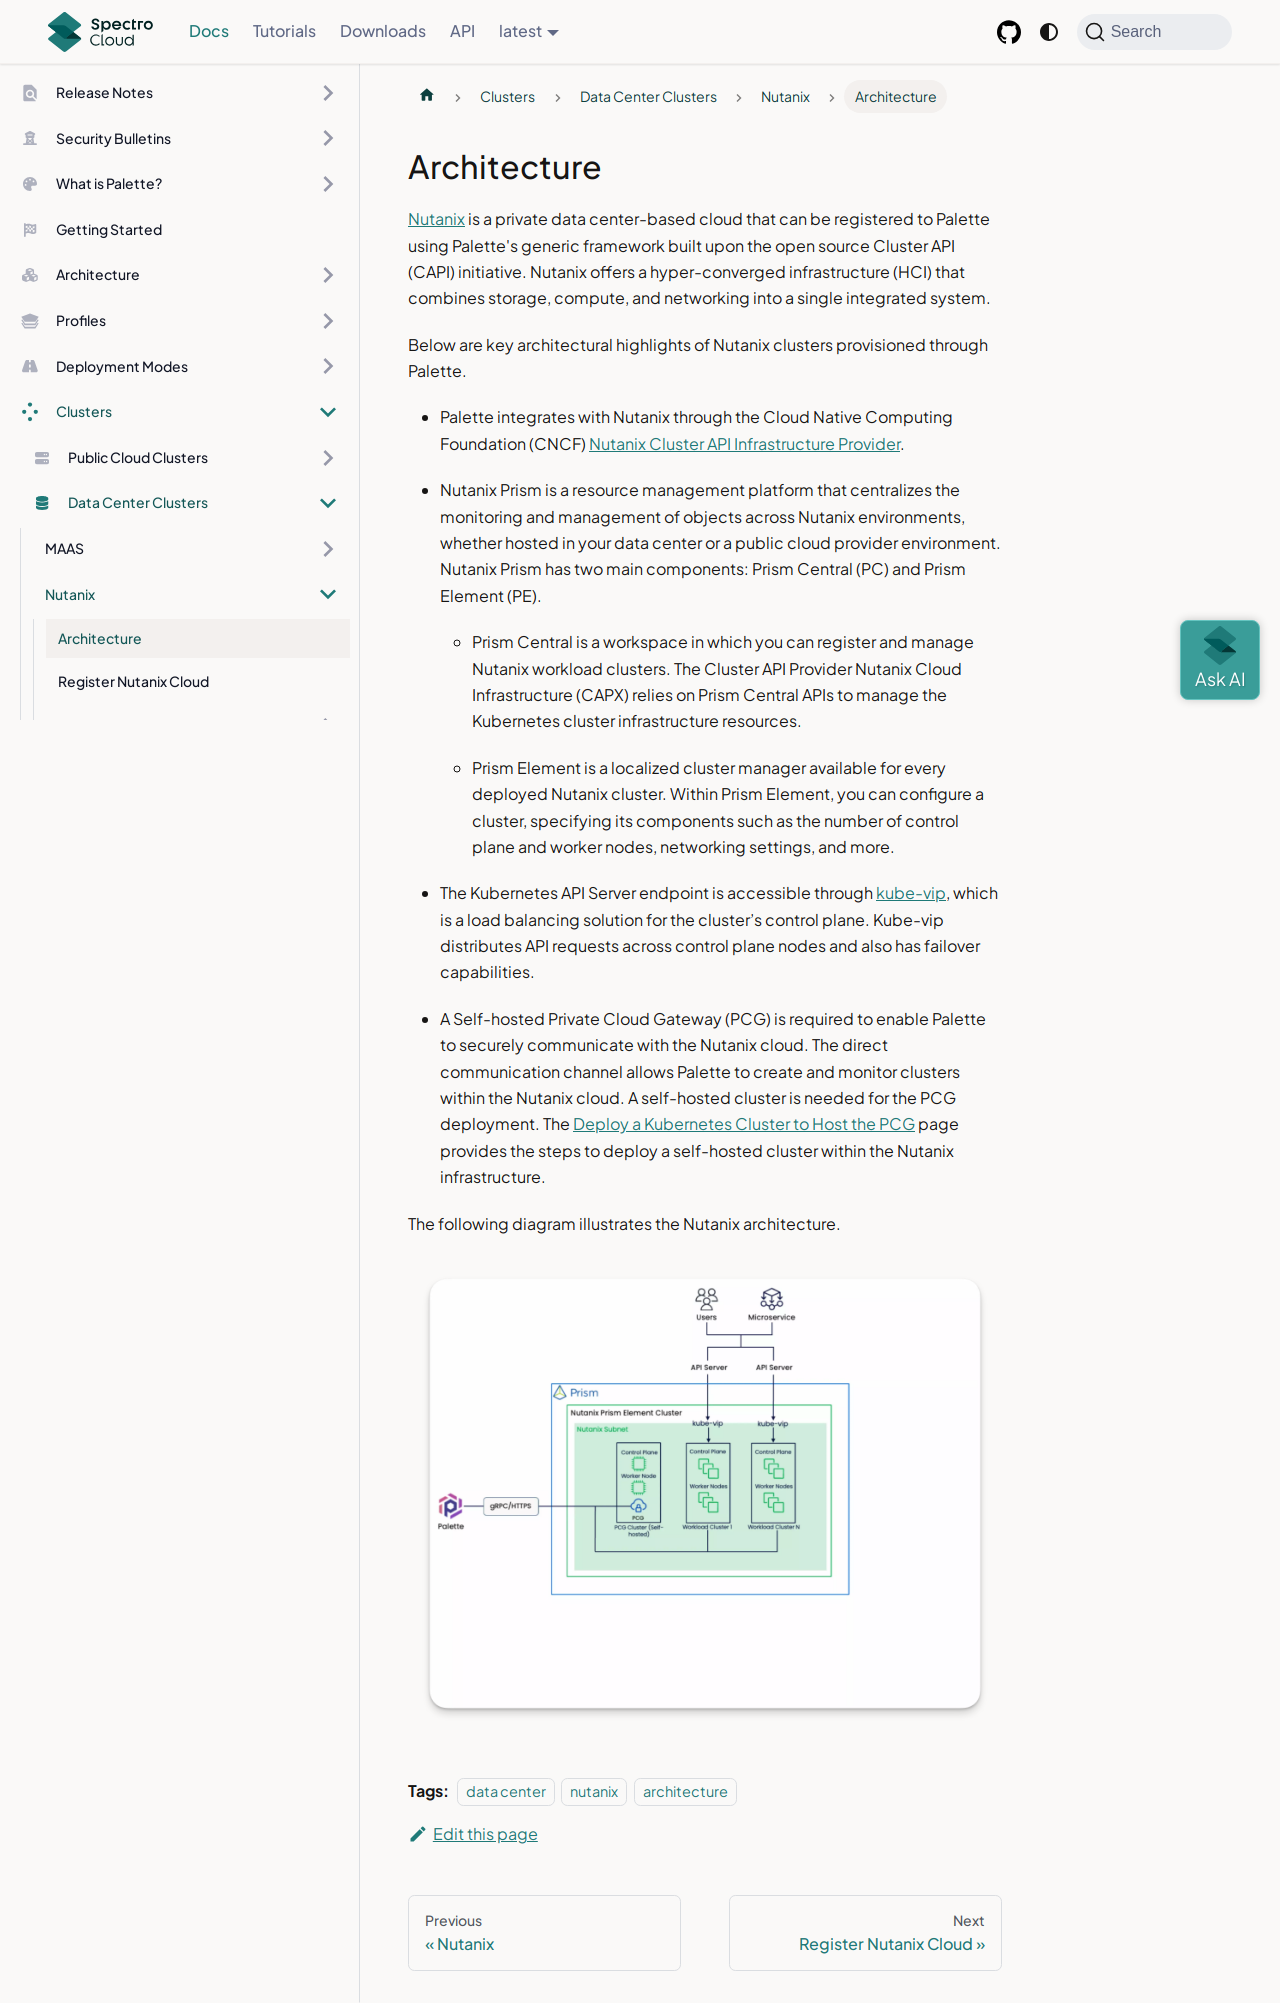 Spectro Cloud
Docs
Tutorials
Downloads
API
latest
Search
Release Notes
Security Bulletins
What is Palette?
Getting Started
Architecture
Profiles
Deployment Modes
Clusters
Public Cloud Clusters
Data Center Clusters
MAAS
Nutanix
Architecture
Register Nutanix Cloud
Clusters
Data Center Clusters
Nutanix
Architecture
Architecture
Nutanix is a private data center-based cloud that can be registered to Palette
using Palette's generic framework built upon the open source Cluster API
(CAPI) initiative. Nutanix offers a hyper-converged infrastructure (HCI) that
combines storage, compute, and networking into a single integrated system.
Below are key architectural highlights of Nutanix clusters provisioned through
Palette.
Palette integrates with Nutanix through the Cloud Native Computing
Foundation (CNCF) Nutanix Cluster API Infrastructure Provider.
Nutanix Prism is a resource management platform that centralizes the
monitoring and management of objects across Nutanix environments,
whether hosted in your data center or a public cloud provider environment.
Nutanix Prism has two main components: Prism Central (PC) and Prism
Element (PE).
Prism Central is a workspace in which you can register and manage
Nutanix workload clusters. The Cluster API Provider Nutanix Cloud
Infrastructure (CAPX) relies on Prism Central APIs to manage the
Kubernetes cluster infrastructure resources.
Prism Element is a localized cluster manager available for every
deployed Nutanix cluster. Within Prism Element, you can configure a
cluster, specifying its components such as the number of control
plane and worker nodes, networking settings, and more.
The Kubernetes API Server endpoint is accessible through kube-vip, which
is a load balancing solution for the cluster's control plane. Kube-vip
distributes API requests across control plane nodes and also has failover
capabilities.
A Self-hosted Private Cloud Gateway (PCG) is required to enable Palette
to securely communicate with the Nutanix cloud. The direct
communication channel allows Palette to create and monitor clusters
within the Nutanix cloud. A self-hosted cluster is needed for the PCG
deployment. The Deploy a Kubernetes Cluster to Host the PCG page
provides the steps to deploy a self-hosted cluster within the Nutanix
infrastructure.
The following diagram illustrates the Nutanix architecture.
Users
Microservice
API Server
API Server
Prism
Nutanix Prism Element Cluster
kube-vip
kube-vip
Nutanix Subnet
Control Plane
Control Plane
Control Plane
Worker Node
Worker Nodes
Worker Nodes
gRPC/HTTPS
PCG
Palette
PCG Cluster (Self-
hosted)
Workload Cluster 1
Workload Cluster N
Ask AI
Tags:
data center
nutanix
architecture
Edit this page
Previous
« Nutanix
Next
Register Nutanix Cloud »